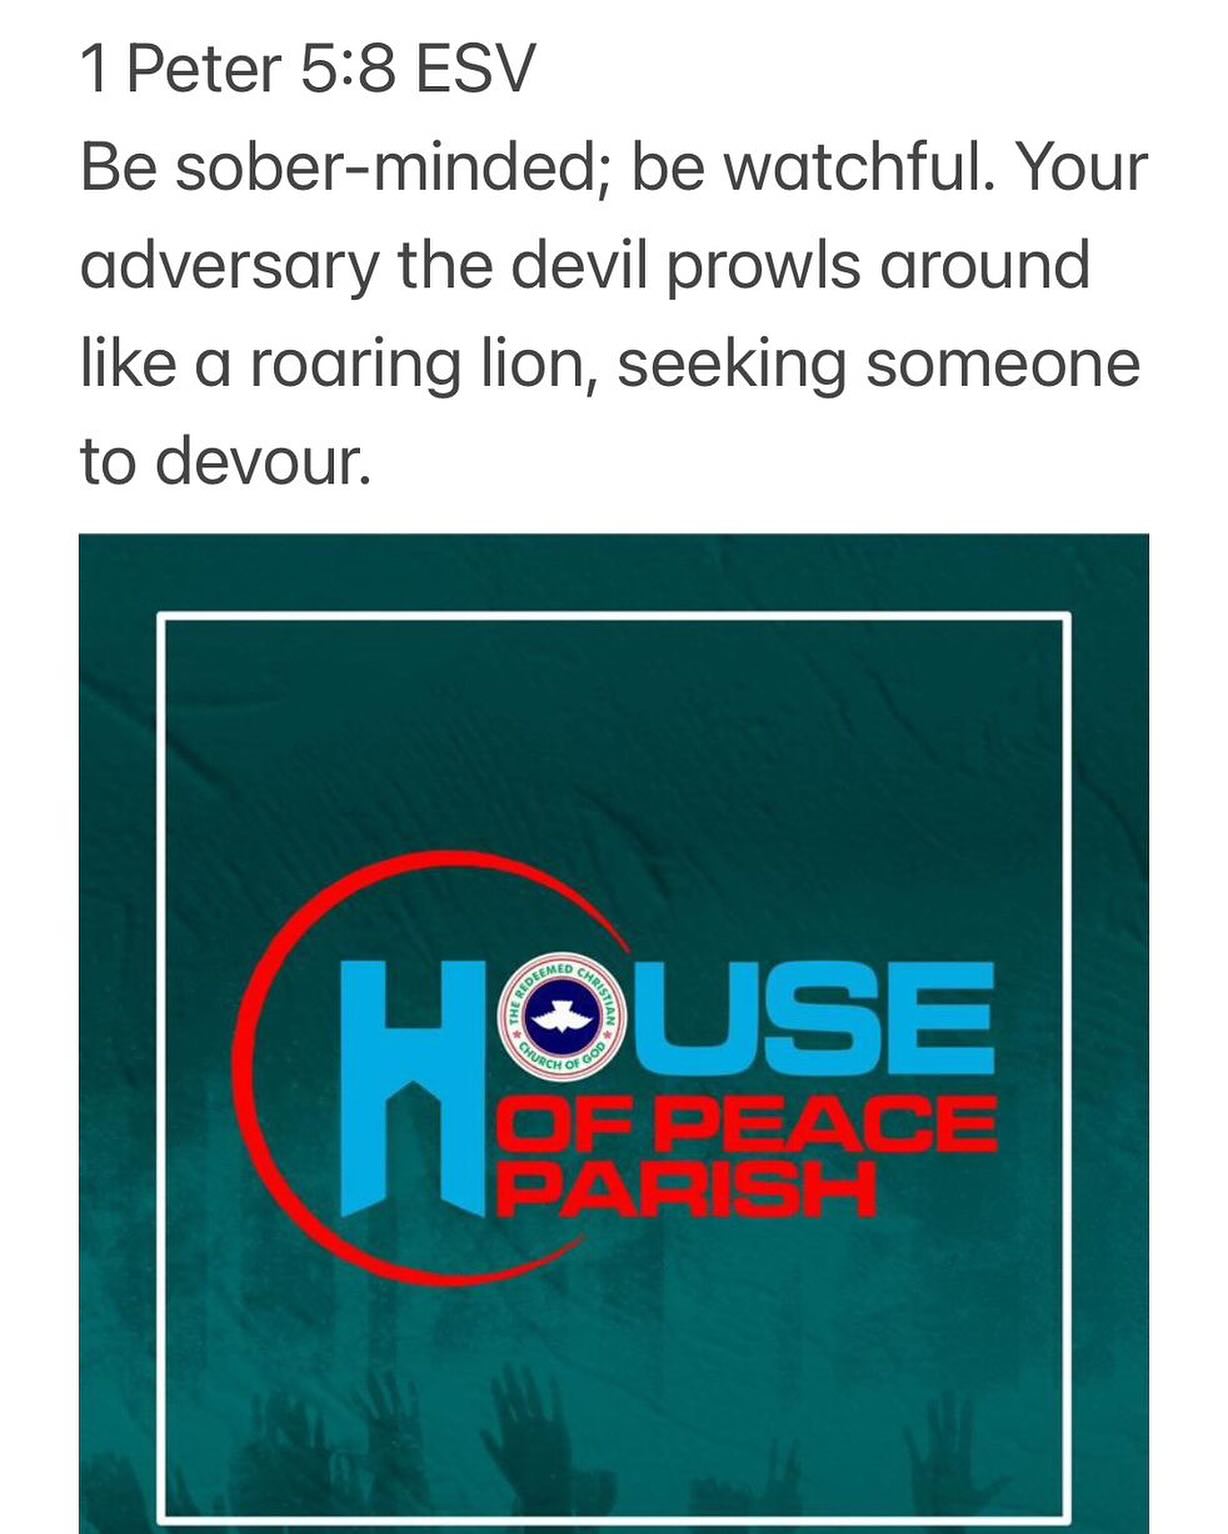 1 Peter 5:8 ESV
Be sober-minded; be watchful. Your
adversary the devil prowls around
like a roaring lion, seeking someone
to devour.
HOUSE
THE REDEEMED CHRISTIAN
CHURCH OF GOD
OF PEACE
PARISH